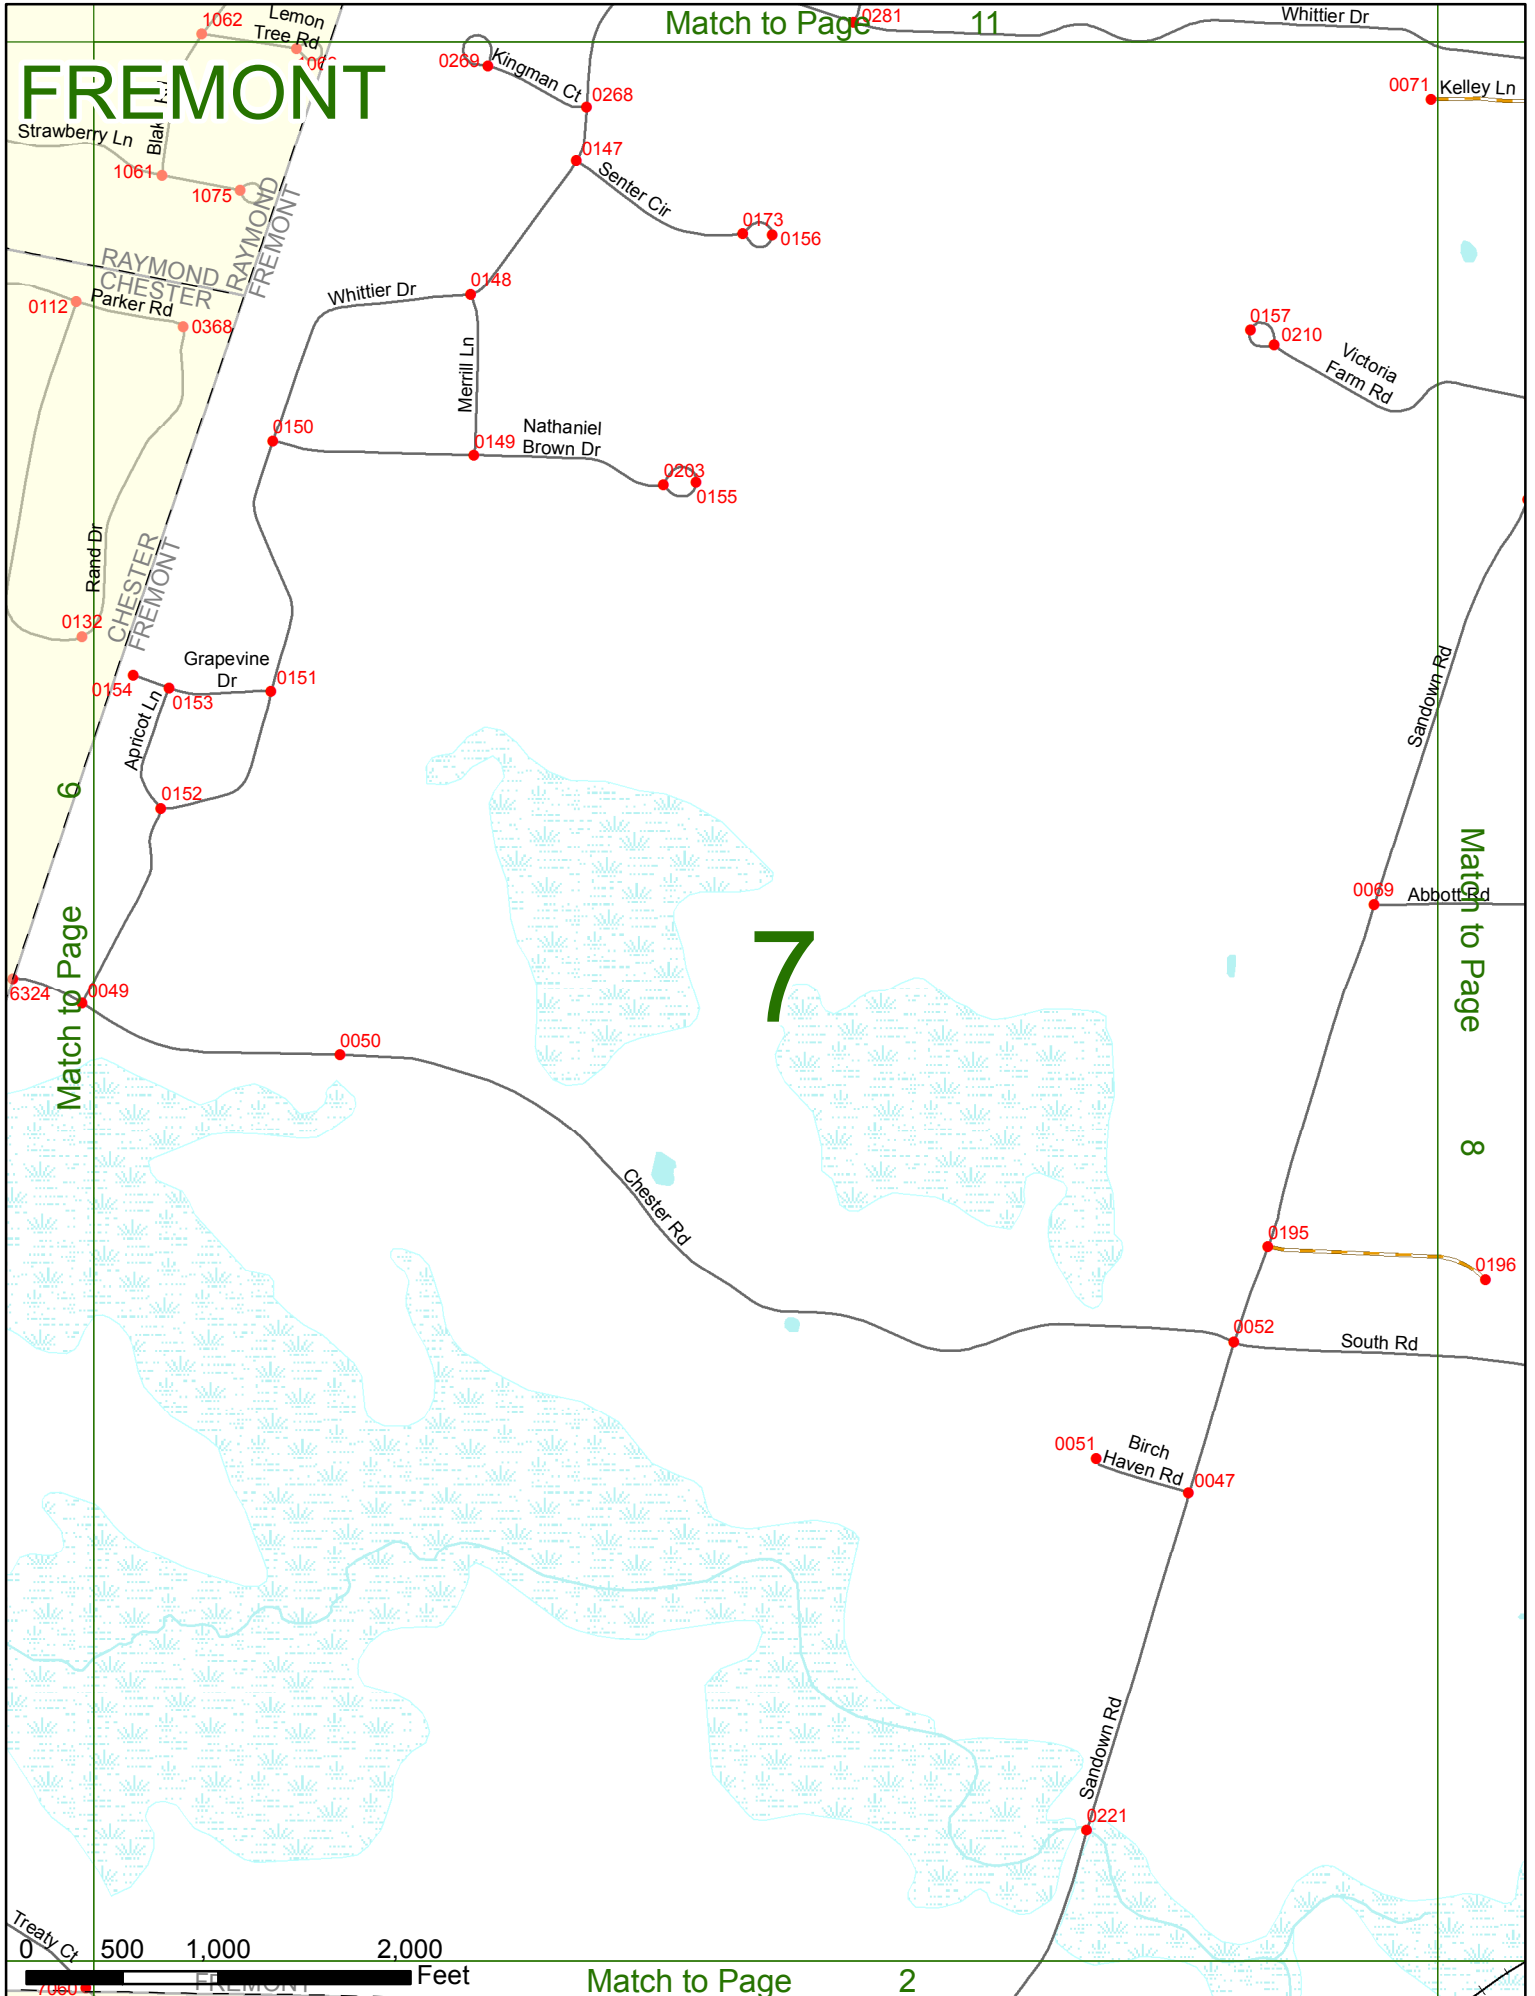 Match to Page 11
0281
Whittier Dr
1062
Lemon
Tree Rd
FREMONT
0269
Kingman Ct
0268
0071
Kelley Ln
Strawberry Ln
1061
1075
0147
Senter Cir
0173
0156
RAYMOND
FREMONT
RAYMOND
CHESTER
0112
Parker Rd
0368
Whittier Dr
0148
Merrill Ln
0157
0210
Victoria
Farm Rd
0150
0149
Nathaniel
Brown Dr
0203
0155
Rand Dr
CHESTER
FREMONT
0132
Grapevine
Dr
0154
0153
0151
Apricot Ln
0152
Sandown Rd
Match to Page 6
Match to Page 8
0069
Abbott Rd
7
6324
0049
0050
Chester Rd
0195
0196
0052
South Rd
0051
Birch
Haven Rd
0047
Sandown Rd
0221
Treaty Ct
0 500 1,000 2,000
Feet
7060
FREMONT
Match to Page 2